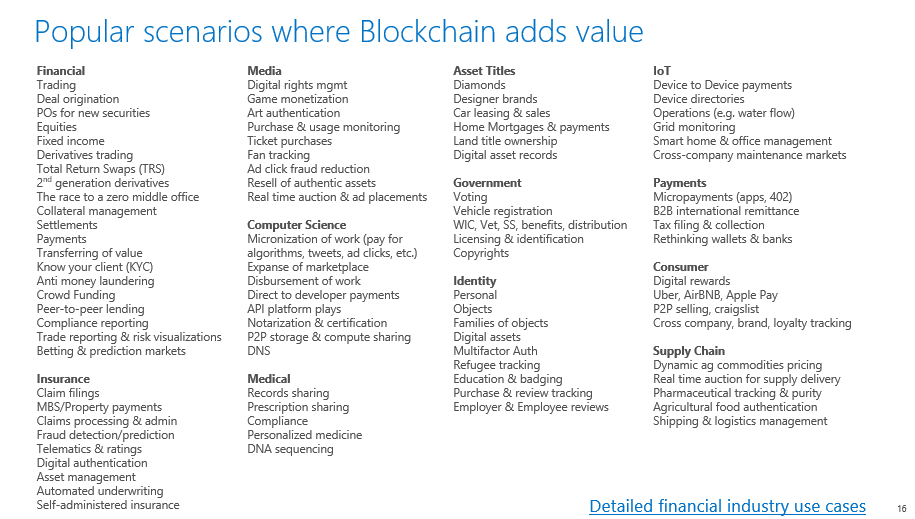 Popular scenarios where Blockchain adds value
Financial
Trading
Deal origination
POs for new securities
Equities
Fixed income
Derivatives trading
Total Return Swaps (TRS)
2nd generation derivatives
The race to a zero middle office
Collateral management
Settlements
Payments
Transferring of value
Know your client (KYC)
Anti money laundering
Crowd Funding
Peer-to-peer lending
Compliance reporting
Trade reporting & risk visualizations
Betting & prediction markets
Insurance
Claim filings
MBS/Property payments
Claims processing & admin
Fraud detection/prediction
Telematics & ratings
Digital authentication
Asset management
Automated underwriting
Self-administered insurance
Media
Digital rights mgmt
Game monetization
Art authentication
Purchase & usage monitoring
Ticket purchases
Fan tracking
Ad click fraud reduction
Resell of authentic assets
Real time auction & ad placements
Computer Science
Micronization of work (pay for
algorithms, tweets, ad clicks, etc.)
Expanse of marketplace
Disbursement of work
Direct to developer payments
API platform plays
Notarization & certification
P2P storage & compute sharing
DNS
Medical
Records sharing
Prescription sharing
Compliance
Personalized medicine
DNA sequencing
Asset Titles
Diamonds
Designer brands
Car leasing & sales
Home Mortgages & payments
Land title ownership
Digital asset records
Government
Voting
Vehicle registration
WIC, Vet, SS, benefits, distribution
Licensing & identification
Copyrights
Identity
Personal
Objects
Families of objects
Digital assets
Multifactor Auth
Refugee tracking
Education & badging
Purchase & review tracking
Employer & Employee reviews
IoT
Device to Device payments
Device directories
Operations (e.g. water flow)
Grid monitoring
Smart home & office management
Cross-company maintenance markets
Payments
Micropayments (apps, 402)
B2B international remittance
Tax filing & collection
Rethinking wallets & banks
Consumer
Digital rewards
Uber, AirBNB, Apple Pay
P2P selling, craigslist
Cross company, brand, loyalty tracking
Supply Chain
Dynamic ag commodities pricing
Real time auction for supply delivery
Pharmaceutical tracking & purity
Agricultural food authentication
Shipping & logistics management
Detailed financial industry use cases
16